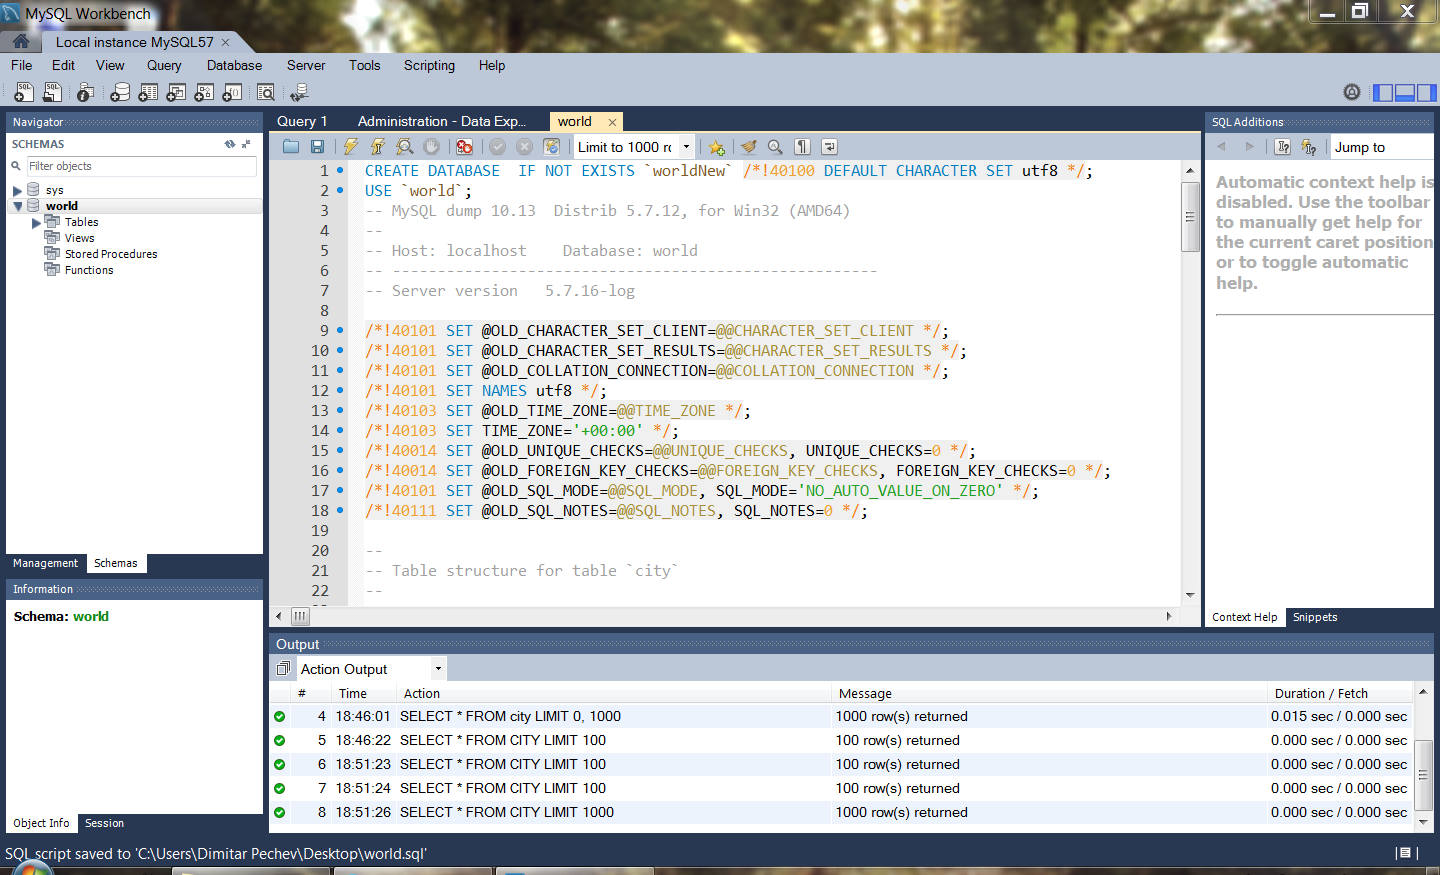 MySQL Workbench
Local instance MySQL57
File Edit View Query Database Server Tools Scripting Help
Navigator
SCHEMAS
Filter objects
sys
world
Tables
Views
Stored Procedures
Functions
Management Schemas
Information
Schema: world
Object Info Session
Query 1 Administration - Data Exp... world
Limit to 1000 rc
1 CREATE DATABASE  IF NOT EXISTS `worldNew` /*!40100 DEFAULT CHARACTER SET utf8 */;
2 USE `world`;
3 -- MySQL dump 10.13  Distrib 5.7.12, for Win32 (AMD64)
4 --
5 -- Host: localhost    Database: world
6 -- ------------------------------------------------------
7 -- Server version   5.7.16-log
8
9 /*!40101 SET @OLD_CHARACTER_SET_CLIENT=@@CHARACTER_SET_CLIENT */;
10 /*!40101 SET @OLD_CHARACTER_SET_RESULTS=@@CHARACTER_SET_RESULTS */;
11 /*!40101 SET @OLD_COLLATION_CONNECTION=@@COLLATION_CONNECTION */;
12 /*!40101 SET NAMES utf8 */;
13 /*!40103 SET @OLD_TIME_ZONE=@@TIME_ZONE */;
14 /*!40103 SET TIME_ZONE='+00:00' */;
15 /*!40014 SET @OLD_UNIQUE_CHECKS=@@UNIQUE_CHECKS, UNIQUE_CHECKS=0 */;
16 /*!40014 SET @OLD_FOREIGN_KEY_CHECKS=@@FOREIGN_KEY_CHECKS, FOREIGN_KEY_CHECKS=0 */;
17 /*!40101 SET @OLD_SQL_MODE=@@SQL_MODE, SQL_MODE='NO_AUTO_VALUE_ON_ZERO' */;
18 /*!40111 SET @OLD_SQL_NOTES=@@SQL_NOTES, SQL_NOTES=0 */;
19
20 --
21 -- Table structure for table `city`
22 --
SQL Additions
Jump to
Automatic context help is
disabled. Use the toolbar
to manually get help for
the current caret position
or to toggle automatic
help.
Context Help Snippets
Output
Action Output
# Time Action Message Duration / Fetch
4 18:46:01 SELECT * FROM city LIMIT 0, 1000 1000 row(s) returned 0.015 sec / 0.000 sec
5 18:46:22 SELECT * FROM CITY LIMIT 100 100 row(s) returned 0.000 sec / 0.000 sec
6 18:51:23 SELECT * FROM CITY LIMIT 100 100 row(s) returned 0.000 sec / 0.000 sec
7 18:51:24 SELECT * FROM CITY LIMIT 100 100 row(s) returned 0.000 sec / 0.000 sec
8 18:51:26 SELECT * FROM CITY LIMIT 1000 1000 row(s) returned 0.000 sec / 0.000 sec
SQL script saved to 'C:\Users\Dimitar Pechev\Desktop\world.sql'